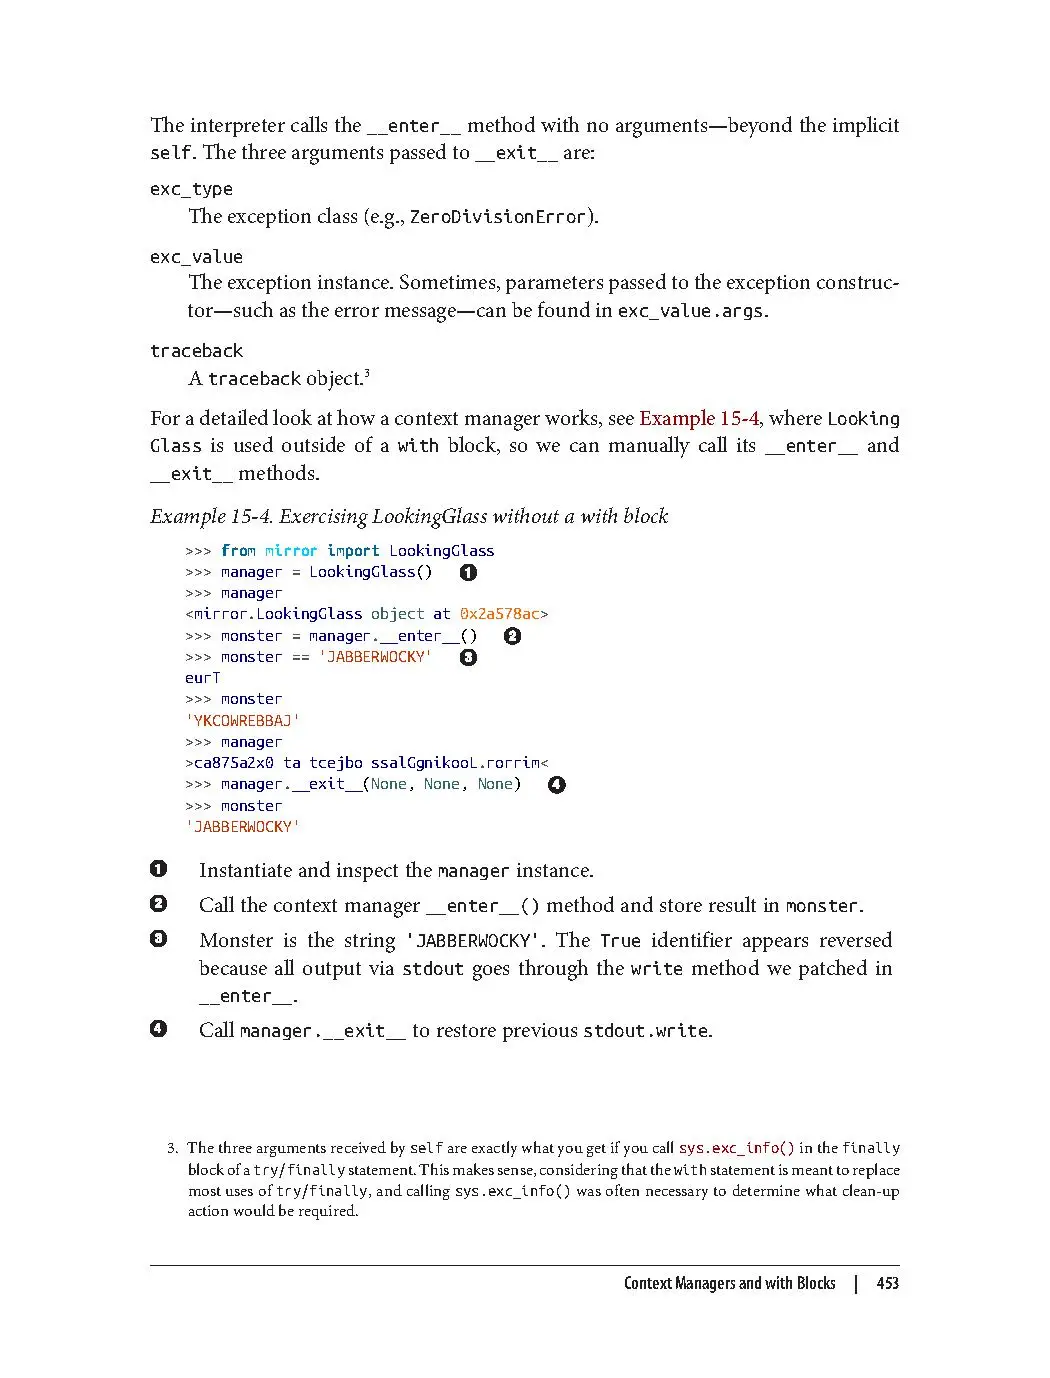 The interpreter calls the __enter__ method with no arguments—beyond the implicit
self. The three arguments passed to __exit__ are:
exc_type
The exception class (e.g., ZeroDivisionError).
exc_value
The exception instance. Sometimes, parameters passed to the exception construc-
tor—such as the error message—can be found in exc_value.args.
traceback
A traceback object.3
For a detailed look at how a context manager works, see Example 15-4, where Looking
Glass is used outside of a with block, so we can manually call its __enter__ and
__exit__ methods.
Example 15-4. Exercising LookingGlass without a with block
>>> from mirror import LookingGlass
>>> manager = LookingGlass() 1
>>> manager
<mirror.LookingGlass object at 0x2a578ac>
>>> monster = manager.__enter__() 2
>>> monster == 'JABBERWOCKY' 3
eurT
>>> monster
'YKCOWREBBAJ'
>>> manager
>ca875a2x0 ta tcejbo ssalGgnikooL.rorrim<
>>> manager.__exit__(None, None, None) 4
>>> monster
'JABBERWOCKY'
1 Instantiate and inspect the manager instance.
2 Call the context manager __enter__() method and store result in monster.
3 Monster is the string 'JABBERWOCKY'. The True identifier appears reversed
because all output via stdout goes through the write method we patched in
__enter__.
4 Call manager.__exit__ to restore previous stdout.write.
3. The three arguments received by self are exactly what you get if you call sys.exc_info() in the finally
block of a try/finally statement. This makes sense, considering that the with statement is meant to replace
most uses of try/finally, and calling sys.exc_info() was often necessary to determine what clean-up
action would be required.
Context Managers and with Blocks | 453